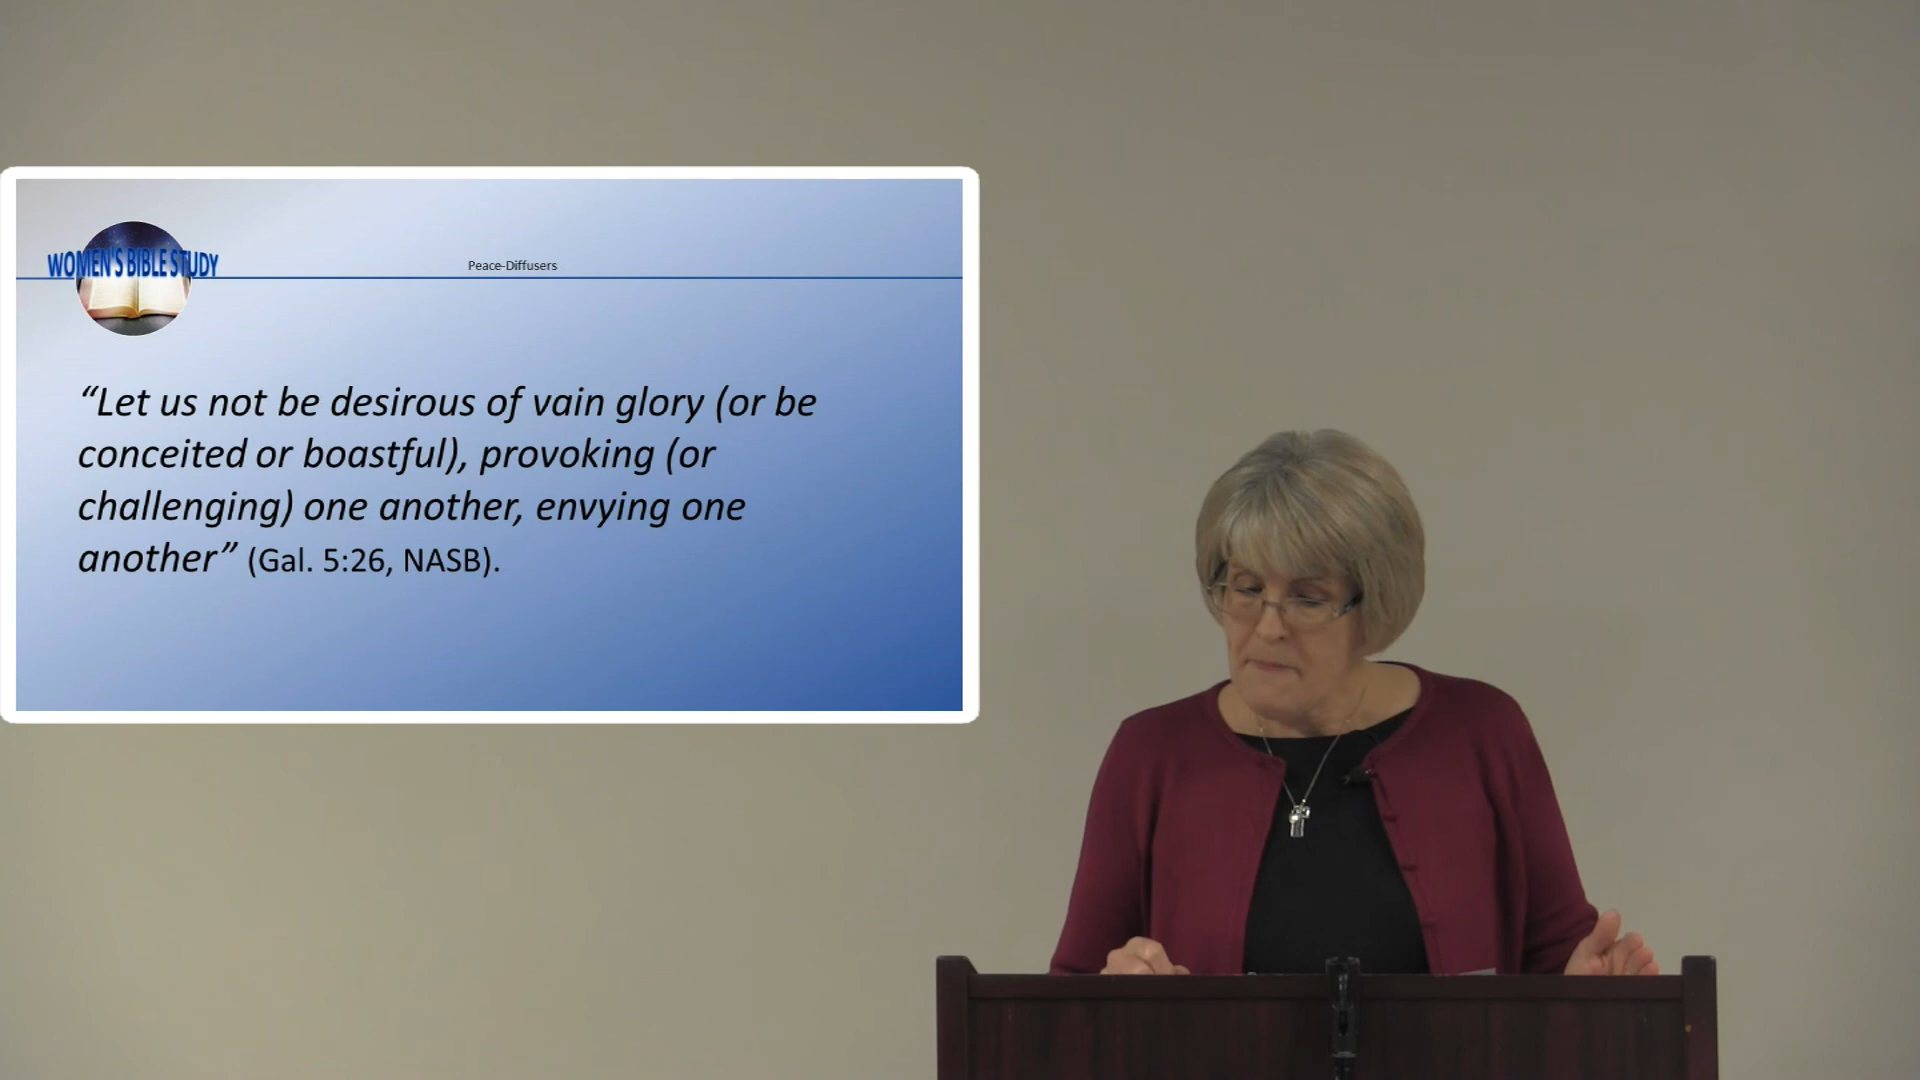 WOMEN'S BIBLE STUDY
Peace-Diffusers
“Let us not be desirous of vain glory (or be
conceited or boastful), provoking (or
challenging) one another, envying one
another” (Gal. 5:26, NASB).